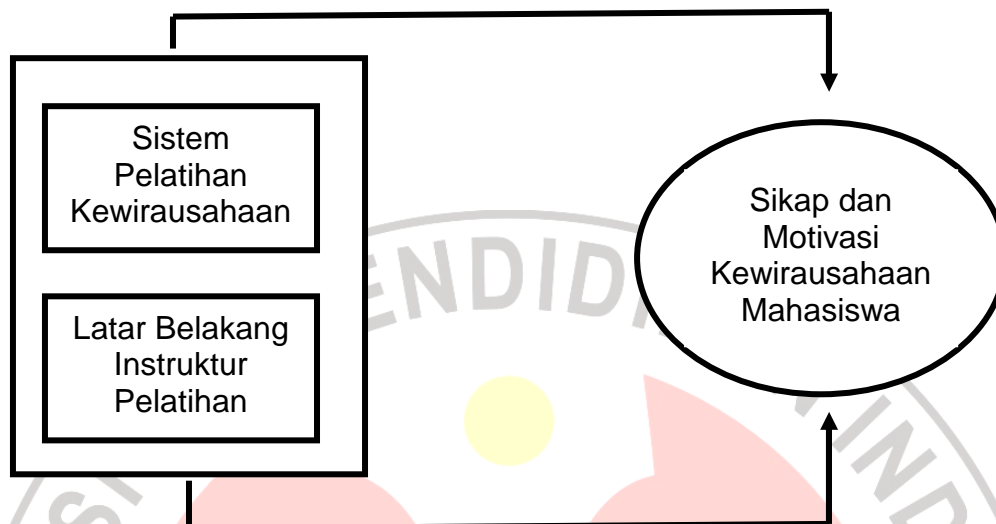 Sistem
Pelatihan
Kewirausahaan
Latar Belakang
Instruktur
Pelatihan
Sikap dan
Motivasi
Kewirausahaan
Mahasiswa